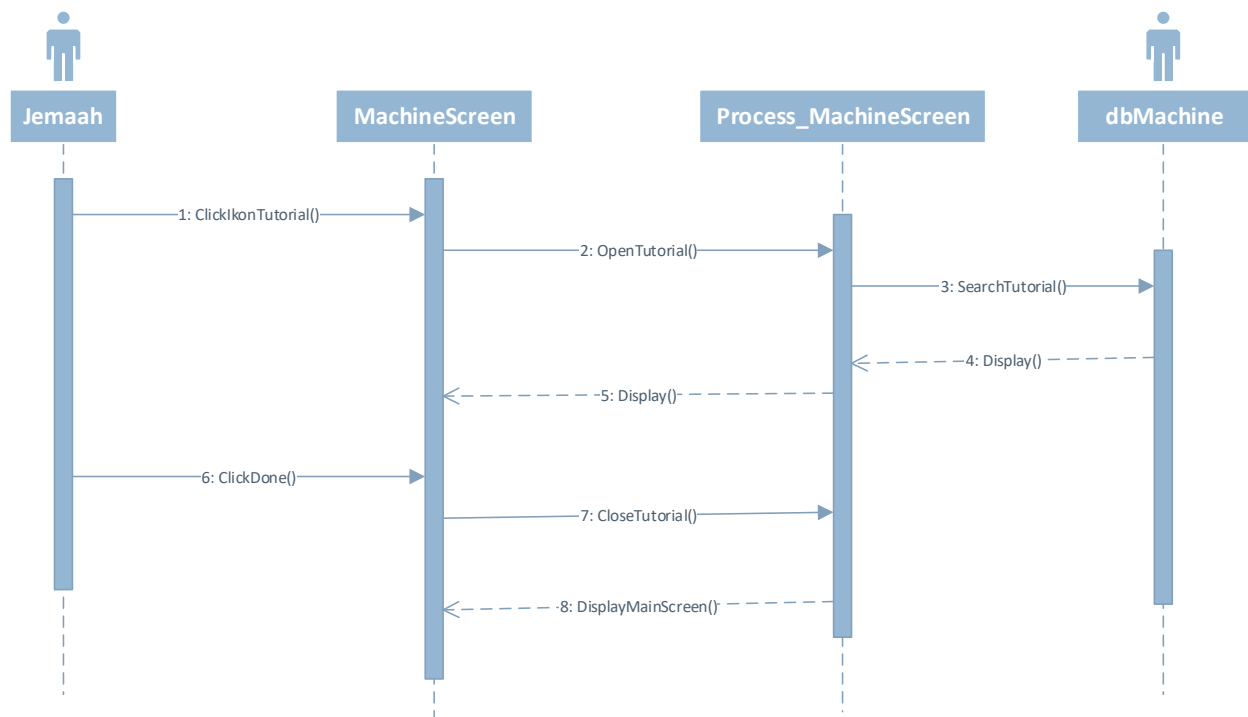 Jemaah
MachineScreen
Process_MachineScreen
dbMachine
1: ClickIkonTutorial()
2: OpenTutorial()
3: SearchTutorial()
4: Display()
5: Display()
6: ClickDone()
7: CloseTutorial()
8: DisplayMainScreen()